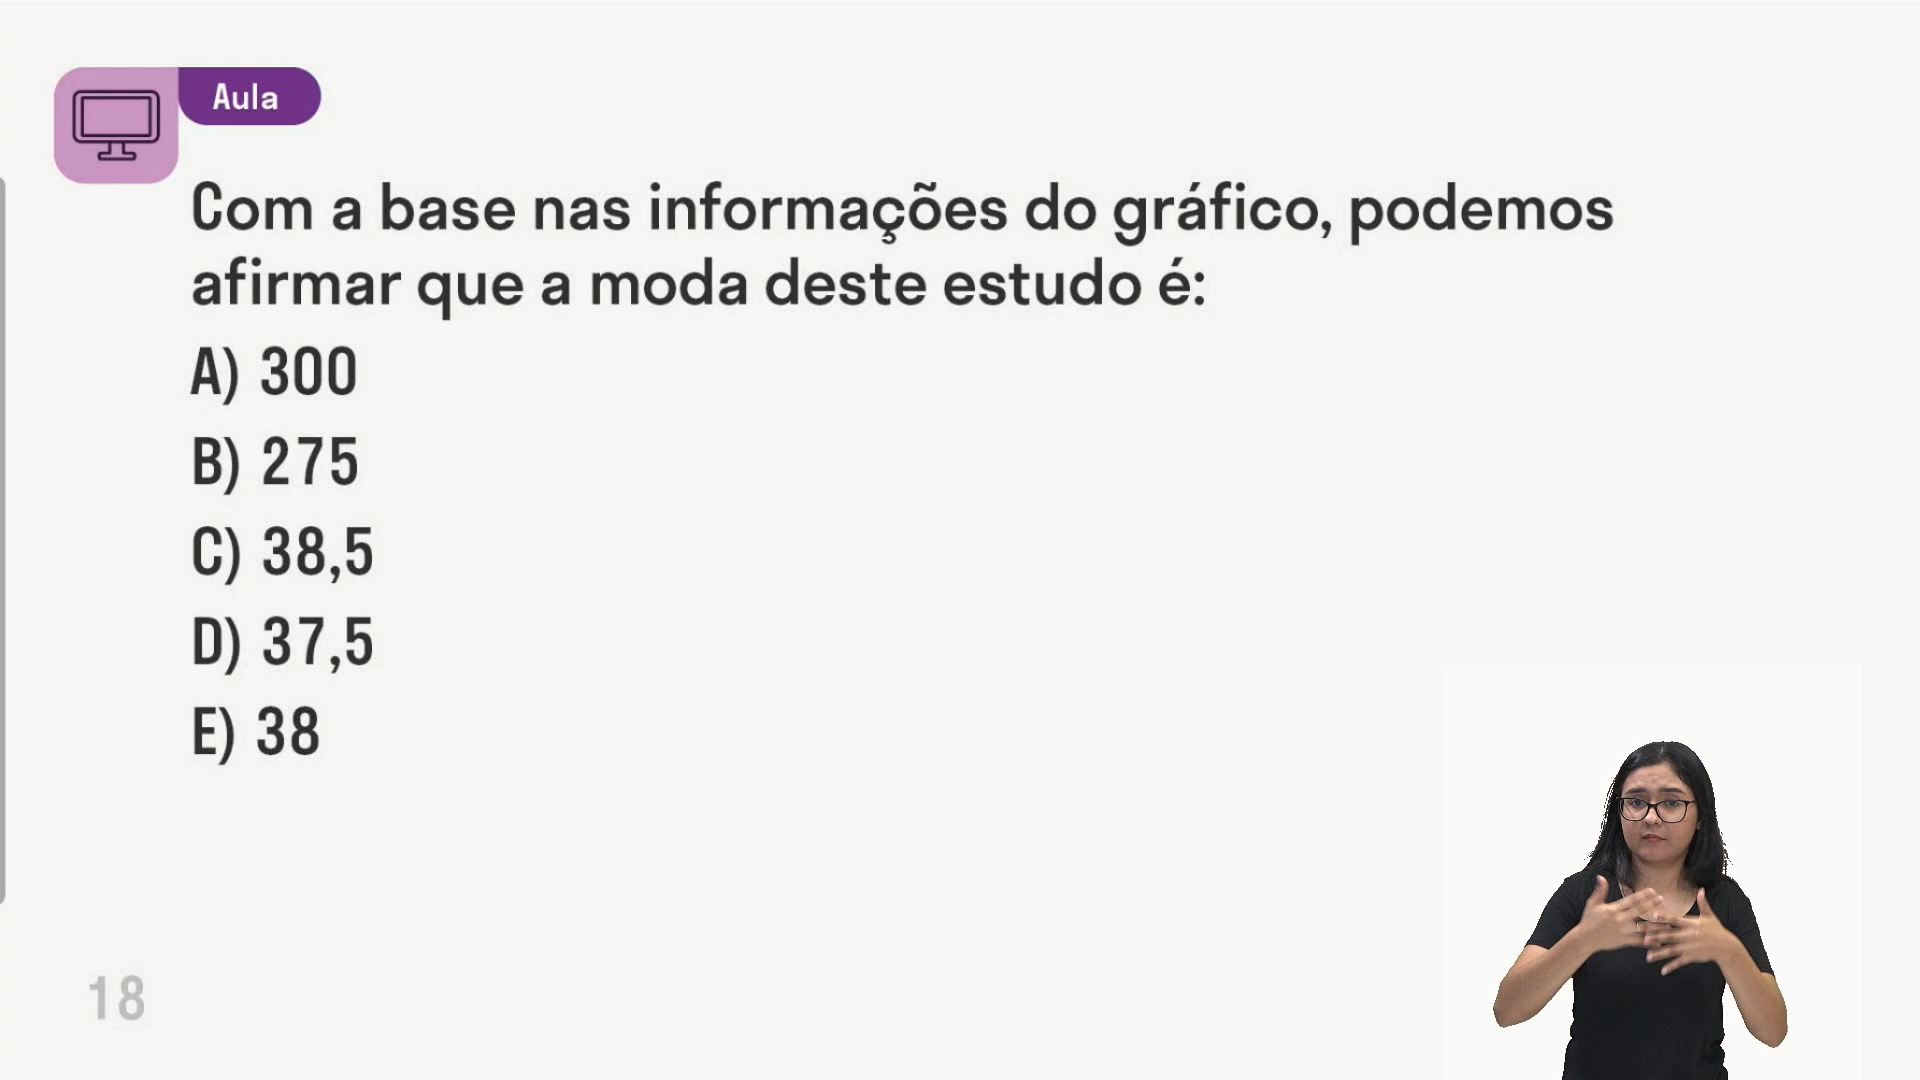 Aula
Com a base nas informações do gráfico, podemos
afirmar que a moda deste estudo é:
A) 300
B) 275
C) 38,5
D) 37,5
E) 38
18